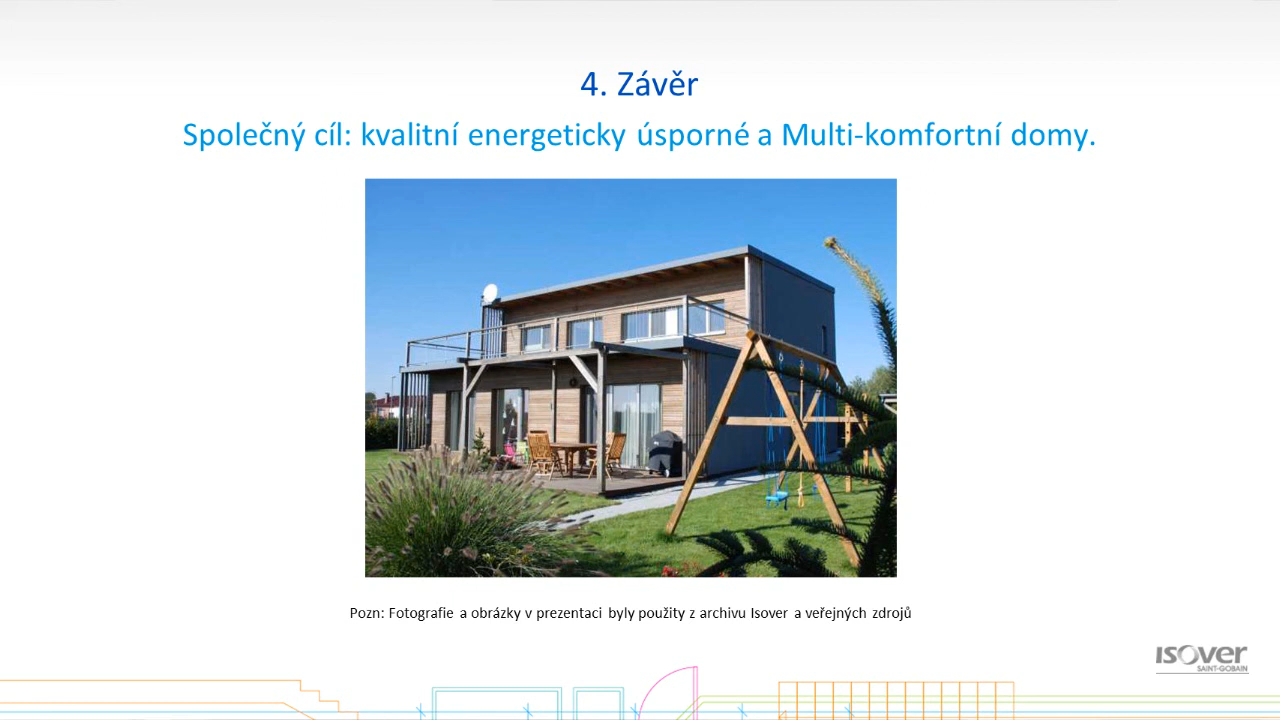 4. Závěr
Společný cíl: kvalitní energeticky úsporné a Multi-komfortní domy.
Pozn: Fotografie a obrázky v prezentaci byly použity z archivu Isover a veřejných zdrojů
isover
SAINT-GOBAIN